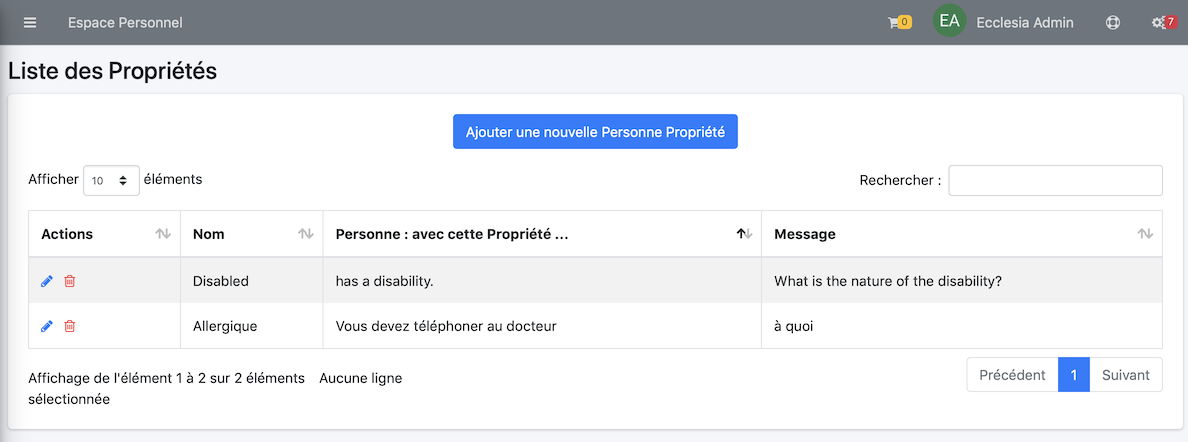 Espace Personnel 0 EA Ecclesia Admin 7
Liste des Propriétés
Ajouter une nouvelle Personne Propriété
Afficher 10 éléments Rechercher :
Actions Nom Personne : avec cette Propriété ... Message
Disabled has a disability. What is the nature of the disability?
Allergique Vous devez téléphoner au docteur à quoi
Affichage de l'élément 1 à 2 sur 2 éléments Aucune ligne
sélectionnée
Précédent 1 Suivant